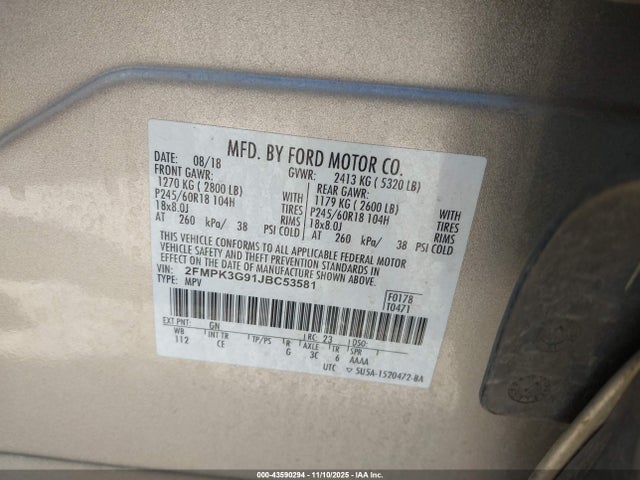 MFD. BY FORD MOTOR CO.
DATE: 08/18 GVWR: 2413 KG ( 5320 LB)
FRONT GAWR: REAR GAWR:
1270 KG ( 2800 LB) WITH 1179 KG ( 2600 LB) WITH
P245/60R18 104H TIRES P245/60R18 104H TIRES
18x8.0J RIMS 18x8.0J RIMS
AT 260 kPa/ 38 PSI COLD AT 260 kPa/ 38 PSI COLD
THIS VEHICLE CONFORMS TO ALL APPLICABLE FEDERAL MOTOR
VEHICLE SAFETY AND THEFT PREVENTION STANDARDS IN
EFFECT ON THE DATE OF MANUFACTURE SHOWN ABOVE.
VIN: 2FMPK3G91JBC53581
TYPE: MPV
F0178
T0471
EXT PNT: GN RC: 23 DSO:
WB INT TR TP/PS R AXLE TR SPR
112 CE G 3C 6 AAAA
UTC ▽ 5U5A-1520472-BA
000-43590294 - 11/10/2025 - IAA Inc.